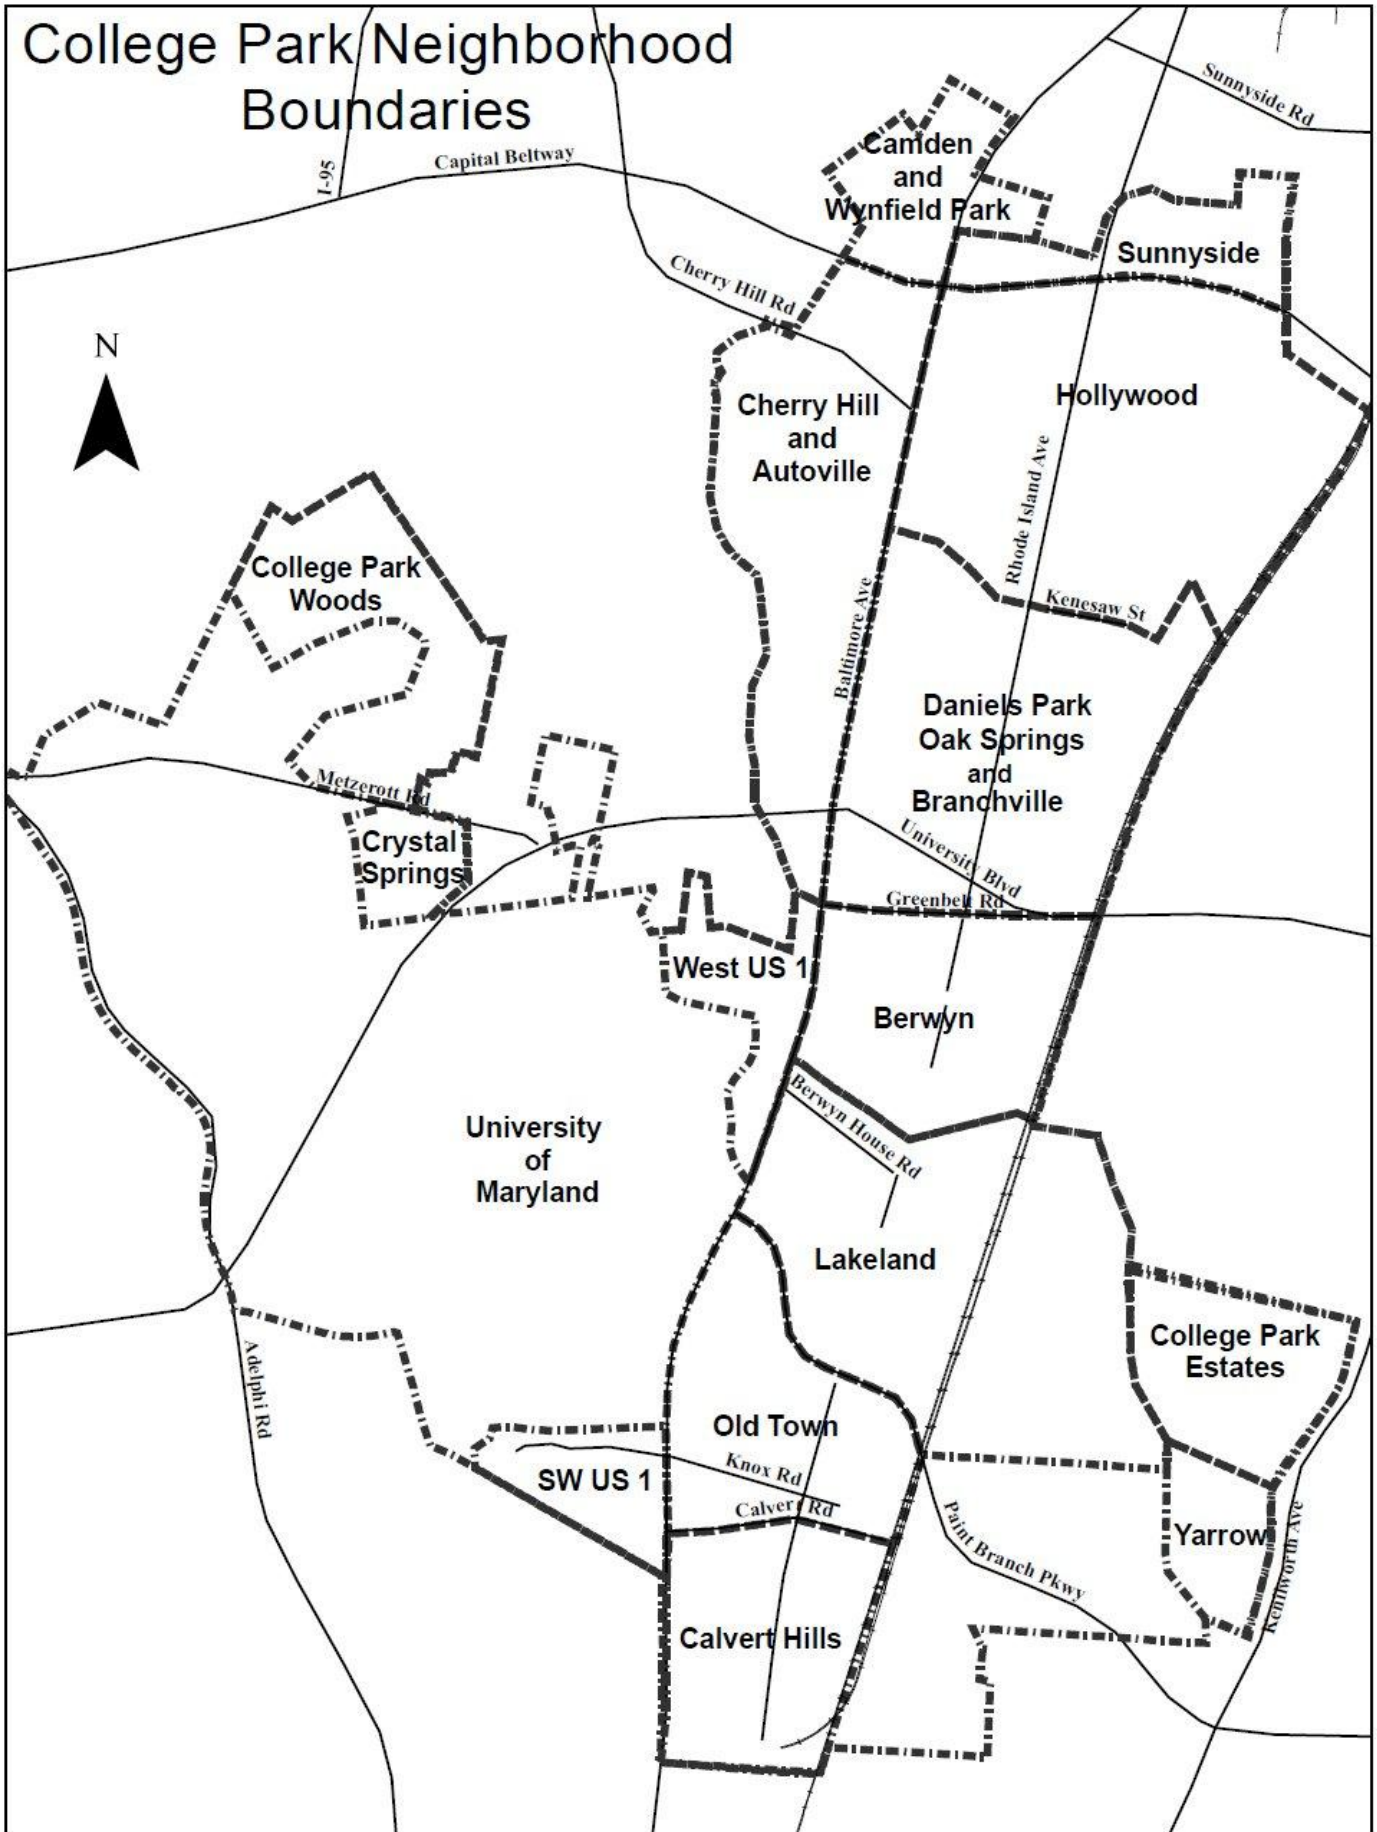 College Park Neighborhood
Boundaries
Sunnyside Rd
I-95
Capital Beltway
Camden
and
Wynfield Park
Sunnyside
Cherry Hill Rd
N
Hollywood
Cherry Hill
and
Autoville
Rhode Island Ave
College Park
Woods
Baltimore Ave
Kenesaw St
Daniels Park
Oak Springs
and
Branchville
Metzerott Rd
Crystal
Springs
University Blvd
Greenbelt Rd
West US 1
Berwyn
Berwyn House Rd
University
of
Maryland
Lakeland
College Park
Estates
Adelphi Rd
Old Town
Knox Rd
SW US 1
Calvert Rd
Paint Branch Pkwy
Yarrow
Kenilworth Ave
Calvert Hills